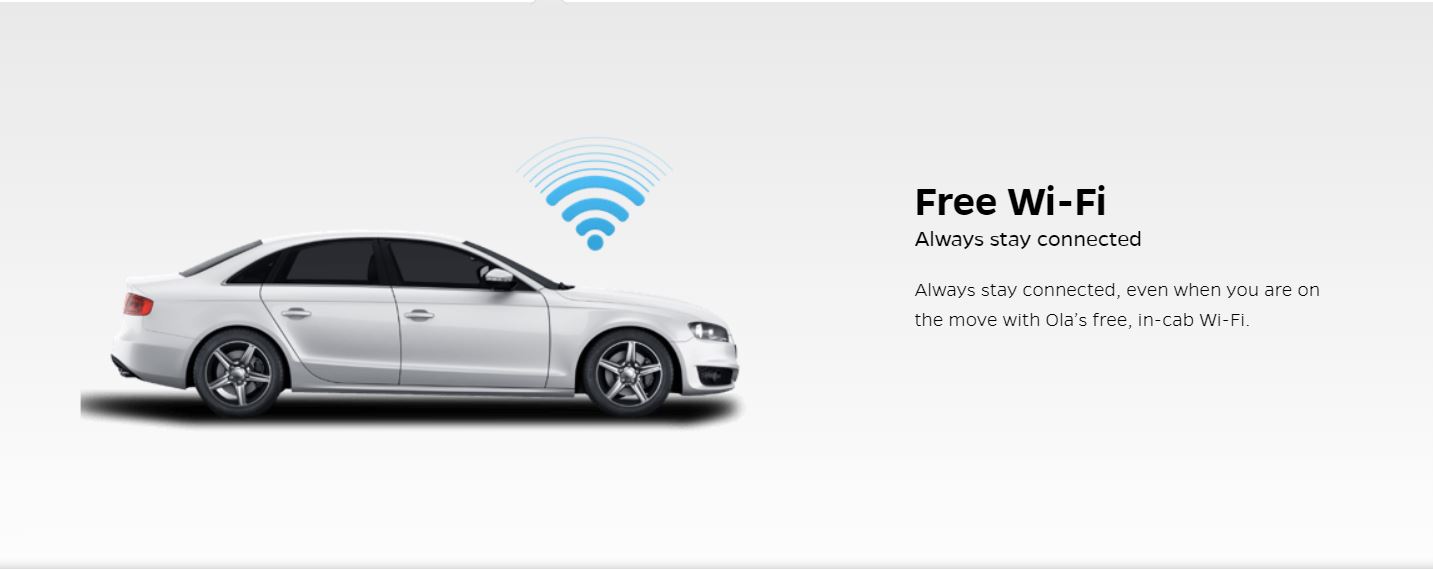 Free Wi-Fi
Always stay connected
Always stay connected, even when you are on
the move with Ola’s free, in-cab Wi-Fi.